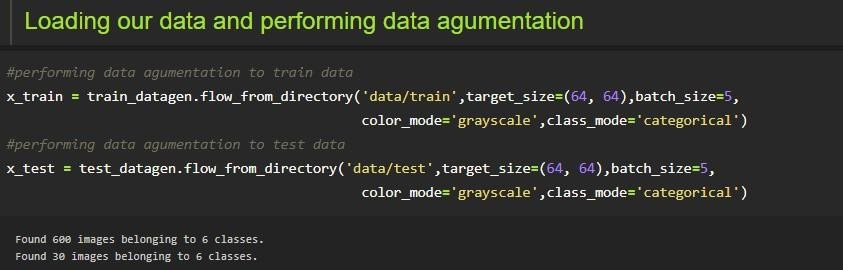 Loading our data and performing data agumentation
#performing data agumentation to train data
x_train = train_datagen.flow_from_directory('data/train',target_size=(64, 64),batch_size=5,
color_mode='grayscale',class_mode='categorical')
#performing data agumentation to test data
x_test = test_datagen.flow_from_directory('data/test',target_size=(64, 64),batch_size=5,
color_mode='grayscale',class_mode='categorical')
Found 600 images belonging to 6 classes.
Found 30 images belonging to 6 classes.